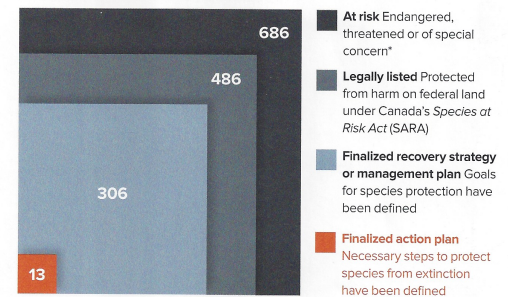 686
486
306
13
At risk Endangered,
threatened or of special
concern*
Legally listed Protected
from harm on federal land
under Canada's Species at
Risk Act (SARA)
Finalized recovery strategy
or management plan Goals
for species protection have
been defined
Finalized action plan
Necessary steps to protect
species from extinction
have been defined